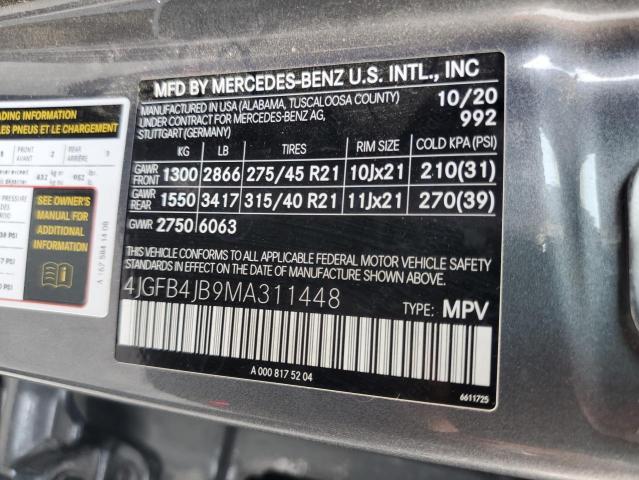 MFD BY MERCEDES-BENZ U.S. INTL., INC
MANUFACTURED IN USA (ALABAMA, TUSCALOOSA COUNTY)
UNDER CONTRACT FOR MERCEDES-BENZ AG,
STUTTGART (GERMANY)
10/20
992
KG LB TIRES RIM SIZE COLD KPA (PSI)
GAWR FRONT 1300 2866 275/45 R21 10Jx21 210(31)
GAWR REAR 1550 3417 315/40 R21 11Jx21 270(39)
GVWR 2750 6063
THIS VEHICLE CONFORMS TO ALL APPLICABLE FEDERAL MOTOR VEHICLE SAFETY
STANDARDS IN EFFECT ON THE DATE OF MANUFACTURE SHOWN ABOVE.
4JGFB4JB9MA311448
TYPE: MPV
A 000 817 52 04
6611725
INFORMATION
LES PNEUS ET LE CHARGEMENT
FRONT
AVANT
2
REAR
SEE OWNER'S
MANUAL FOR
ADDITIONAL
INFORMATION